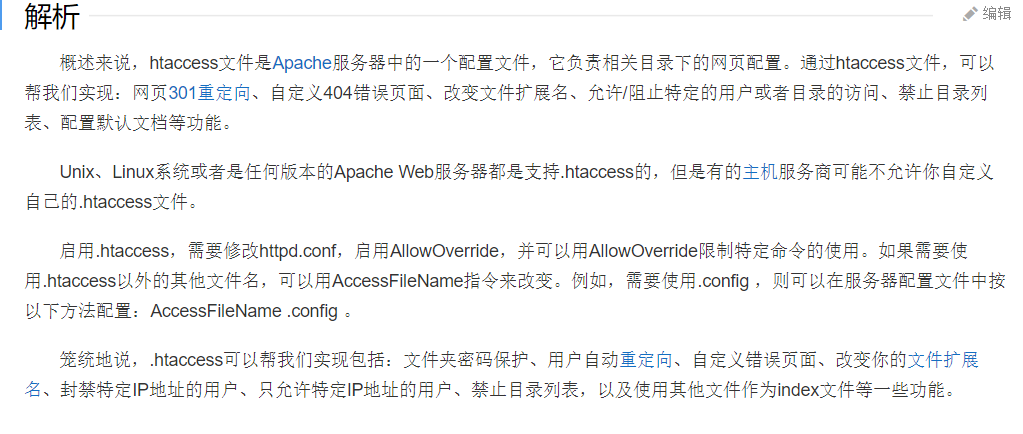 解析
编辑
概述来说，htaccess文件是Apache服务器中的一个配置文件，它负责相关目录下的网页配置。通过htaccess文件，可以
帮我们实现：网页301重定向、自定义404错误页面、改变文件扩展名、允许/阻止特定的用户或者目录的访问、禁止目录列
表、配置默认文档等功能。
Unix、Linux系统或者是任何版本的Apache Web服务器都是支持.htaccess的，但是有的主机服务商可能不允许你自定义
自己的.htaccess文件。
启用.htaccess，需要修改httpd.conf，启用AllowOverride，并可以用AllowOverride限制特定命令的使用。如果需要使
用.htaccess以外的其他文件名，可以用AccessFileName指令来改变。例如，需要使用.config ，则可以在服务器配置文件中按
以下方法配置：AccessFileName .config 。
笼统地说，.htaccess可以帮我们实现包括：文件夹密码保护、用户自动重定向、自定义错误页面、改变你的文件扩展
名、封禁特定IP地址的用户、只允许特定IP地址的用户、禁止目录列表，以及使用其他文件作为index文件等一些功能。